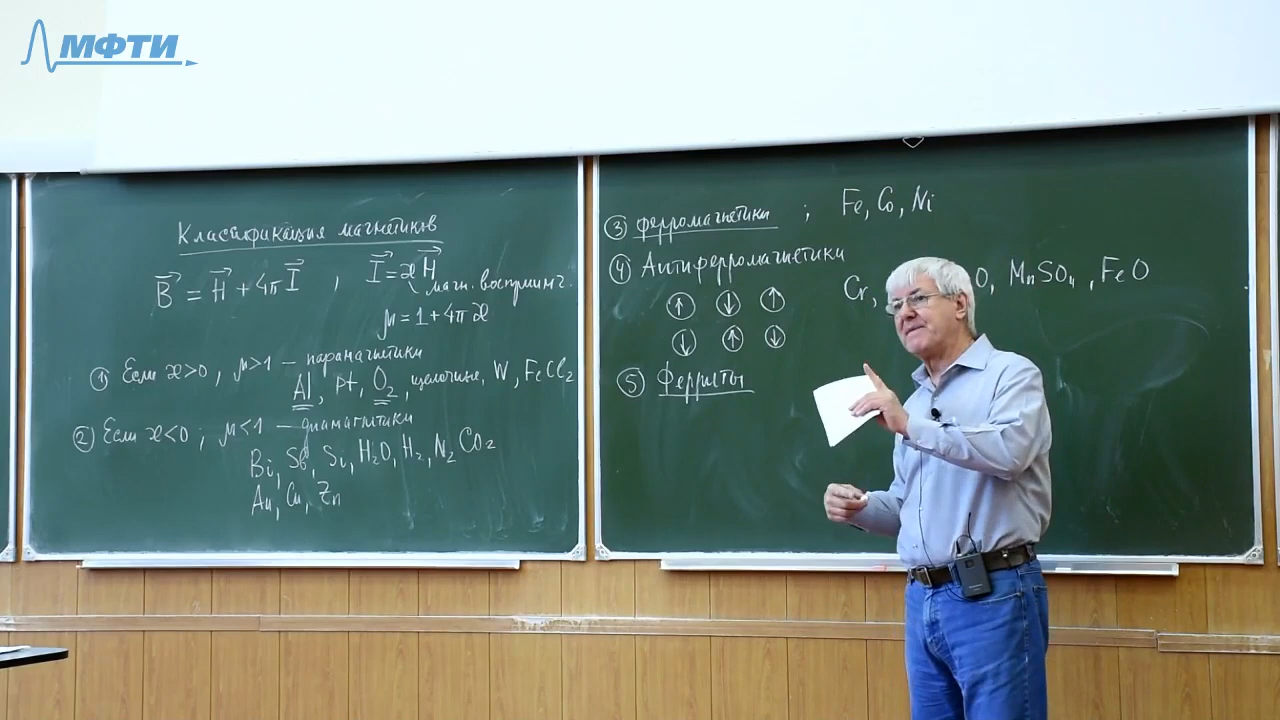 МФТИ
Классификация магнетиков
B = H + 4πI , I = æH
магн. восприимч.
μ = 1 + 4π æ
① Если æ>0 , μ>1 — парамагнетики
Al, Pt, O₂, щелочные, W, FeCl₂
② Если æ<0 ; μ<1 — диамагнетики
Bi, Sb, Si, H₂O, H₂, N₂ CO₂
Au, Cu, Zn
③ ферромагнетики ; Fe, Co, Ni
④ Антиферромагнетики
Cr, O, MnSO₄, FeO
↑ ↓ ↑
↓ ↑ ↓
⑤ Ферриты